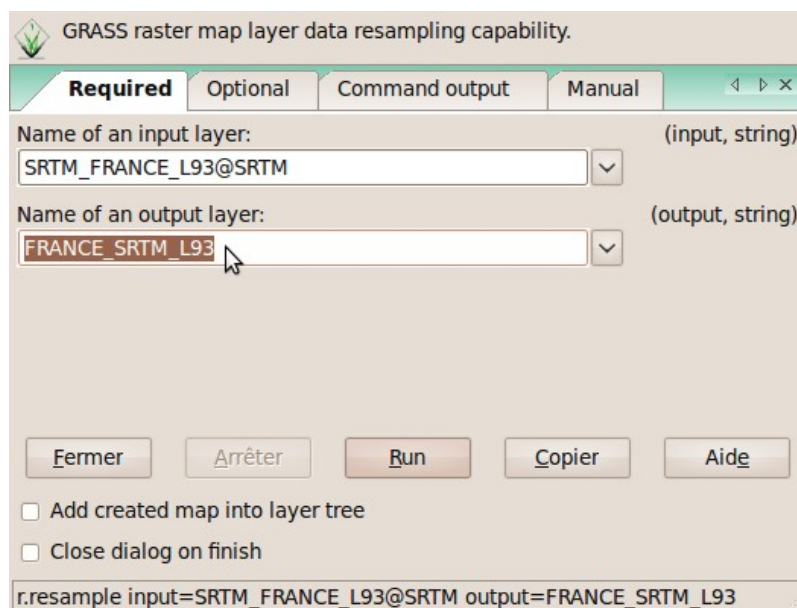 GRASS raster map layer data resampling capability.
Required Optional Command output Manual
Name of an input layer: (input, string)
SRTM_FRANCE_L93@SRTM
Name of an output layer: (output, string)
FRANCE_SRTM_L93
Fermer Arrêter Run Copier Aide
Add created map into layer tree
Close dialog on finish
r.resample input=SRTM_FRANCE_L93@SRTM output=FRANCE_SRTM_L93